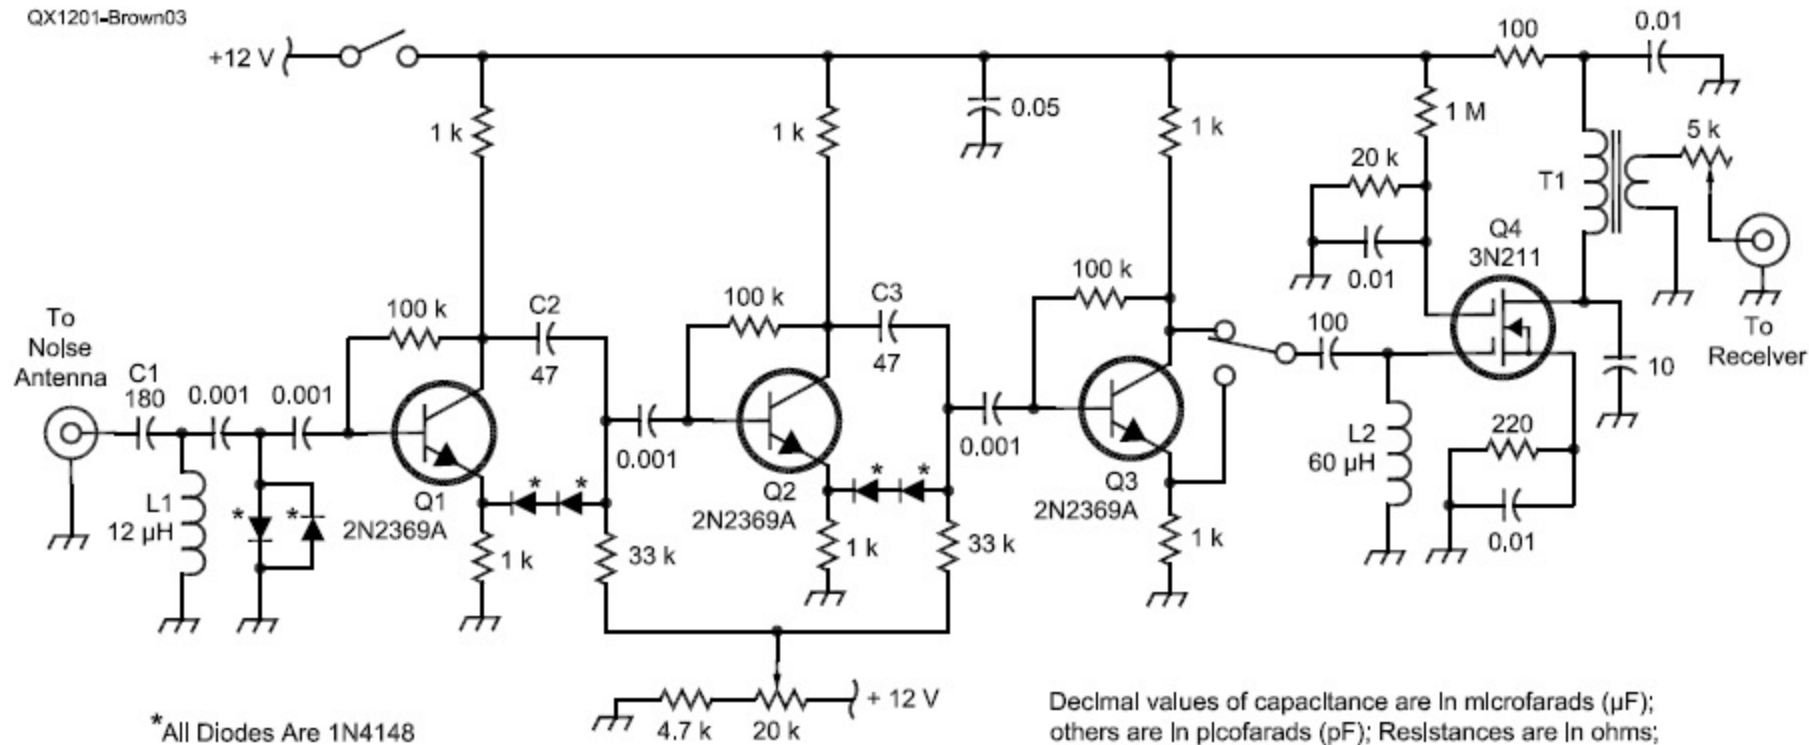 QX1201-Brown03
+12 V
100
0.01
1 k
1 k
0.05
1 k
1 M
5 k
20 k
T1
Q4
3N211
0.01
To
Receiver
100 k
100 k
100 k
C2
47
C3
47
To
Noise
Antenna
C1
180
0.001
0.001
0.001
0.001
100
10
L1
12 µH
*
*
Q1
2N2369A
*
*
1 k
33 k
Q2
2N2369A
*
*
1 k
33 k
Q3
2N2369A
1 k
L2
60 µH
220
0.01
4.7 k
20 k
+ 12 V
*All Diodes Are 1N4148
Decimal values of capacitance are in microfarads (µF);
others are in picofarads (pF); Resistances are in ohms;